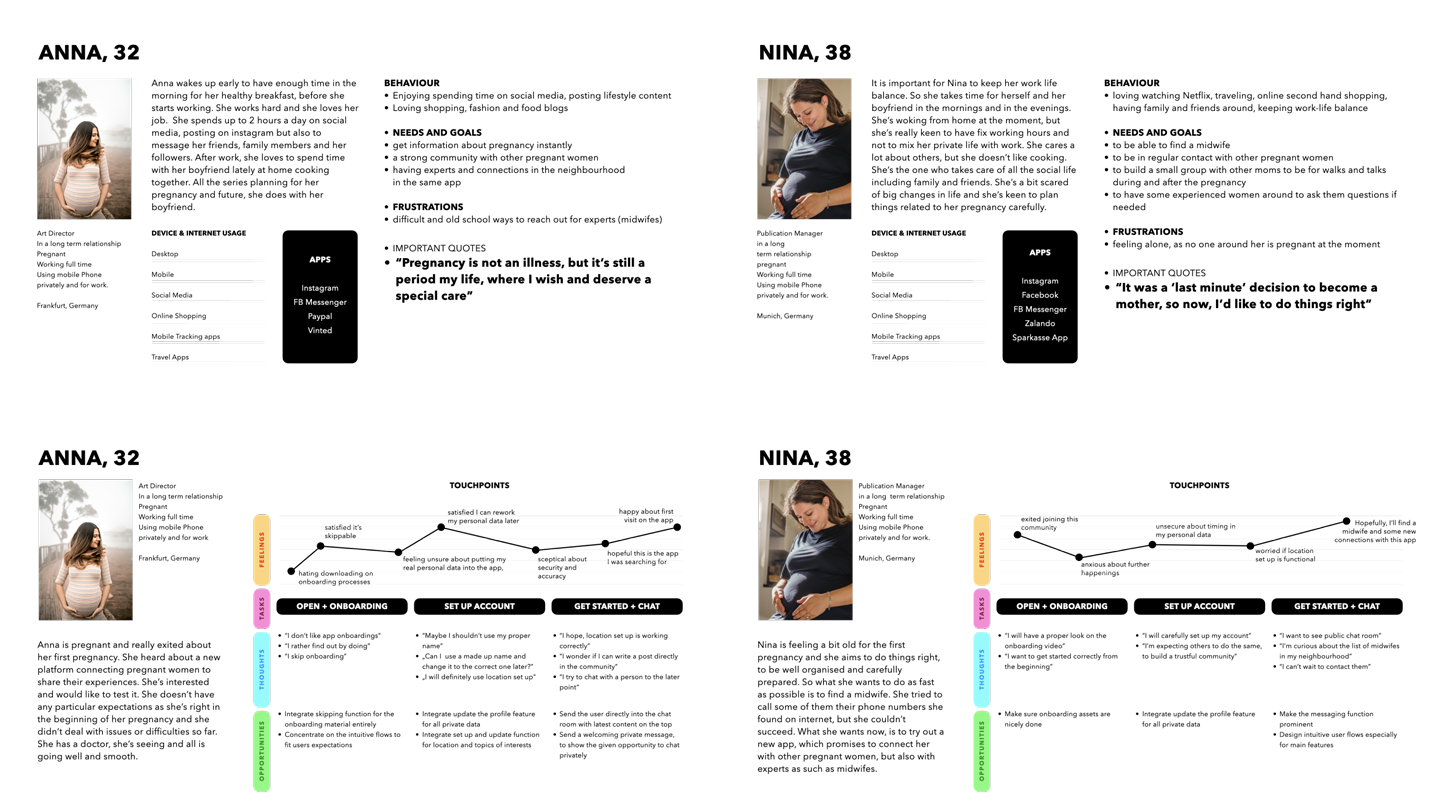 ANNA, 32
Anna wakes up early to have enough time in the
morning for her healthy breakfast, before she
starts working. She works hard and she loves her
job. She spends up to 2 hours a day on social
media, posting on instagram but also to
message her friends, family members and her
followers. After work, she loves to spend time
with her boyfriend lately at home cooking
together. All the series planning for her
pregnancy and future, she does with her
boyfriend.
BEHAVIOUR
• Enjoying spending time on social media, posting lifestyle content
• Loving shopping, fashion and food blogs
• NEEDS AND GOALS
• get information about pregnancy instantly
• a strong community with other pregnant women
• having experts and connections in the neighbourhood
in the same app
• FRUSTRATIONS
• difficult and old school ways to reach out for experts (midwifes)
• IMPORTANT QUOTES
• “Pregnancy is not an illness, but it’s still a
period my life, where I wish and deserve a
special care”
Art Director
In a long term relationship
Pregnant
Working full time
Using mobile Phone
privately and for work.
Frankfurt, Germany
DEVICE & INTERNET USAGE
Desktop
Mobile
Social Media
Online Shopping
Mobile Tracking apps
Travel Apps
APPS
Instagram
FB Messenger
Paypal
Vinted
NINA, 38
It is important for Nina to keep her work life
balance. So she takes time for herself and her
boyfriend in the mornings and in the evenings.
She’s woking from home at the moment, but
she’s really keen to have fix working hours and
not to mix her private life with work. She cares a
lot about others, but she doesn’t like cooking.
She’s the one who takes care of all the social life
including family and friends. She’s a bit scared
of big changes in life and she’s keen to plan
things related to her pregnancy carefully.
BEHAVIOUR
• loving watching Netflix, traveling, online second hand shopping,
having family and friends around, keeping work-life balance
• NEEDS AND GOALS
• to be able to find a midwife
• to be in regular contact with other pregnant women
• to build a small group with other moms to be for walks and talks
during and after the pregnancy
• to have some experienced women around to ask them questions if
needed
• FRUSTRATIONS
• feeling alone, as no one around her is pregnant at the moment
• IMPORTANT QUOTES
• “It was a ‘last minute’ decision to become a
mother, so now, I’d like to do things right”
Publication Manager
in a long
term relationship
pregnant
Working full time
Using mobile Phone
privately and for work.
Munich, Germany
DEVICE & INTERNET USAGE
Desktop
Mobile
Social Media
Online Shopping
Mobile Tracking apps
Travel Apps
APPS
Instagram
Facebook
FB Messenger
Zalando
Sparkasse App
ANNA, 32
Art Director
In a long term relationship
Pregnant
Working full time
Using mobile Phone
privately and for work
Frankfurt, Germany
Anna is pregnant and really exited about
her first pregnancy. She heard about a new
platform connecting pregnant women to
share their experiences. She’s interested
and would like to test it. She doesn’t have
any particular expectations as she’s right in
the beginning of her pregnancy and she
didn’t deal with issues or difficulties so far.
She has a doctor, she’s seeing and all is
going well and smooth.
TOUCHPOINTS
FEELINGS
hating downloading on
onboarding processes
satisfied it’s
skippable
feeling unsure about putting my
real personal data into the app,
satisfied I can rework
my personal data later
sceptical about
security and
accuracy
hopeful this is the app
I was searching for
happy about first
visit on the app
TASKS
OPEN + ONBOARDING
SET UP ACCOUNT
GET STARTED + CHAT
THOUGHTS
• “I don’t like app onboardings”
• “I rather find out by doing”
• “I skip onboarding”
• “Maybe I shouldn’t use my proper
name”
• „Can I use a made up name and
change it to the correct one later?”
• „I will definitely use location set up”
• “I hope, location set up is working
correctly”
• “I wonder if I can write a post directly
in the community”
• “I try to chat with a person to the later
point”
OPPORTUNITIES
• Integrate skipping function for the
onboarding material entirely
• Concentrate on the intuitive flows to
fit users expectations
• Integrate update the profile feature
for all private data
• Integrate set up and update function
for location and topics of interests
• Send the user directly into the chat
room with latest content on the top
• Send a welcoming private message,
to show the given opportunity to chat
privately
NINA, 38
Publication Manager
in a long term relationship
pregnant
Working full time
Using mobile Phone
privately and for work.
Munich, Germany
Nina is feeling a bit old for the first
pregnancy and she aims to do things right,
to be well organised and carefully
prepared. So what she wants to do as fast
as possible is to find a midwife. She tried to
call some of them their phone numbers she
found on internet, but she couldn’t
succeed. What she wants now, is to try out a
new app, which promises to connect her
with other pregnant women, but also with
experts as such as midwifes.
TOUCHPOINTS
FEELINGS
exited joining this
community
anxious about further
happenings
unsecure about timing in
my personal data
worried if location
set up is functional
Hopefully, I’ll find a
midwife and some new
connections with this app
TASKS
OPEN + ONBOARDING
SET UP ACCOUNT
GET STARTED + CHAT
THOUGHTS
• “I will have a proper look on the
onboarding video”
• “I want to get started correctly from
the beginning”
• “I will carefully set up my account”
• “I’m expecting others to do the same,
to build a trustful community”
• “I want to see public chat room”
• “I’m curious about the list of midwifes
in my neighbourhood”
• “I can’t wait to contact them”
OPPORTUNITIES
• Make sure onboarding assets are
nicely done
• Integrate update the profile feature
for all private data
• Make the messaging function
prominent
• Design intuitive user flows especially
for main features